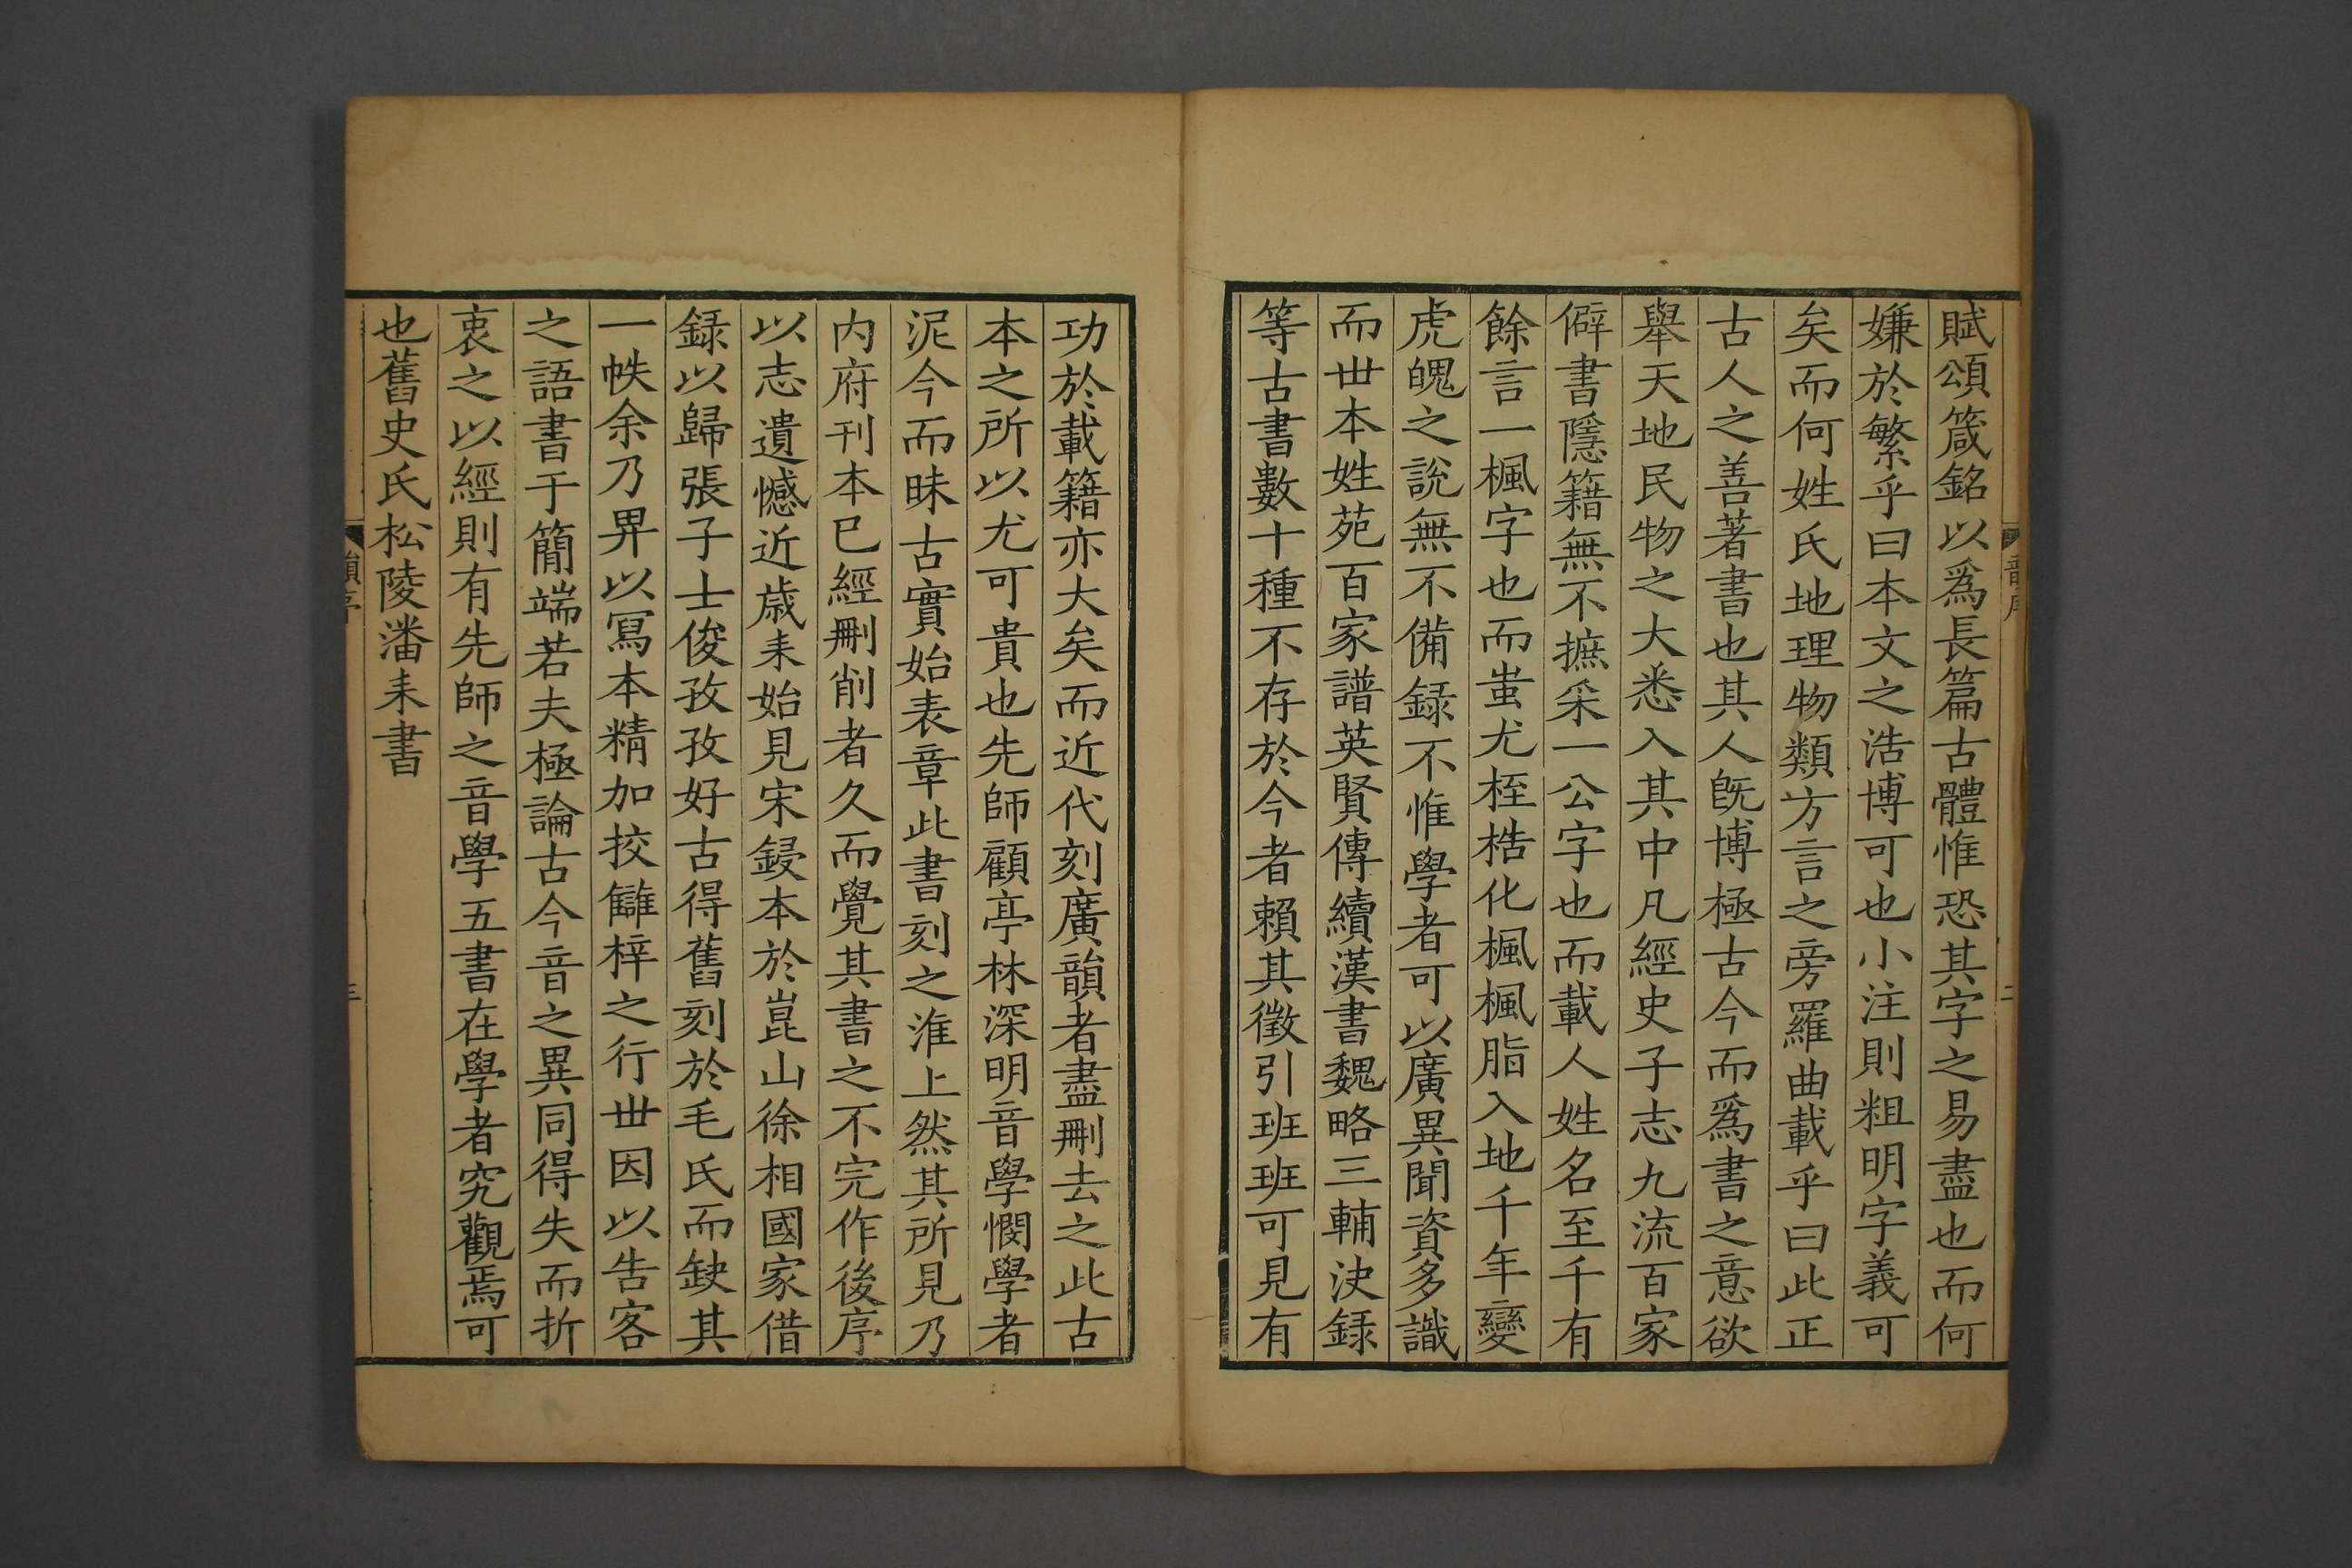 賦頌箴銘以爲長篇古體惟恐其字之易盡也而何
嫌於繁乎曰本文之浩博可也小注則粗明字義可
矣而何姓氏地理物類方言之旁羅曲載乎曰此正
古人之善著書也其人旣博極古今而爲書之意欲
舉天地民物之大悉入其中凡經史子志九流百家
僻書隱籍無不摭采一公字也而載人姓名至千有
餘言一楓字也而蚩尤桎梏化楓楓脂入地千年變
虎魄之說無不備録不惟學者可以廣異聞資多識
而丗本姓苑百家譜英賢傳續漢書魏略三輔決録
等古書數十種不存於今者賴其徵引班班可見有
功於載籍亦大矣而近代刻廣韻者盡刪去之此古
本之所以尤可貴也先師顧亭林深明音學憫學者
泥今而昧古實始表章此書刻之淮上然其所見乃
内府刊本已經刪削者久而覺其書之不完作後序
以志遺憾近歲耒始見宋鋟本於崑山徐相國家借
録以歸張子士俊孜孜好古得舊刻於毛氏而缺其
一帙余乃畀以冩本精加挍讎梓之行丗因以告客
之語書于簡端若夫極論古今音之異同得失而折
衷之以經則有先師之音學五書在學者究觀焉可
也舊史氏松陵潘耒書